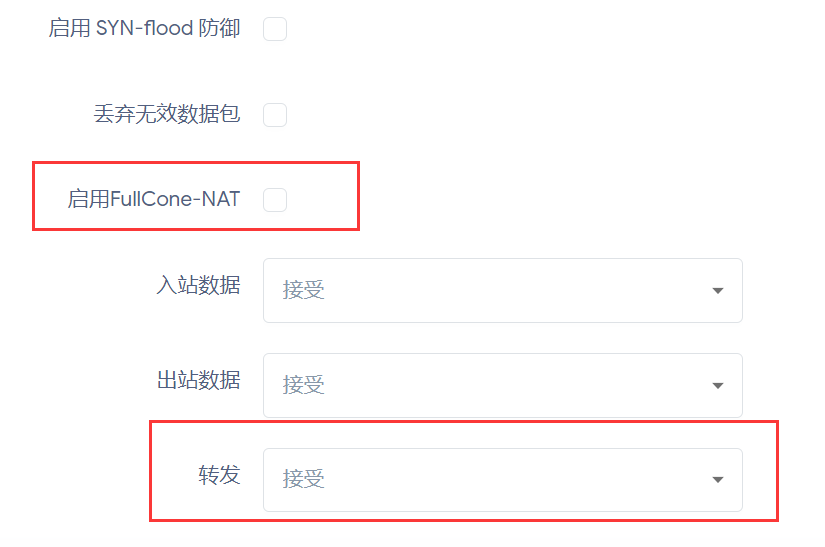 启用 SYN-flood 防御
丢弃无效数据包
启用FullCone-NAT
入站数据 接受
出站数据 接受
转发 接受